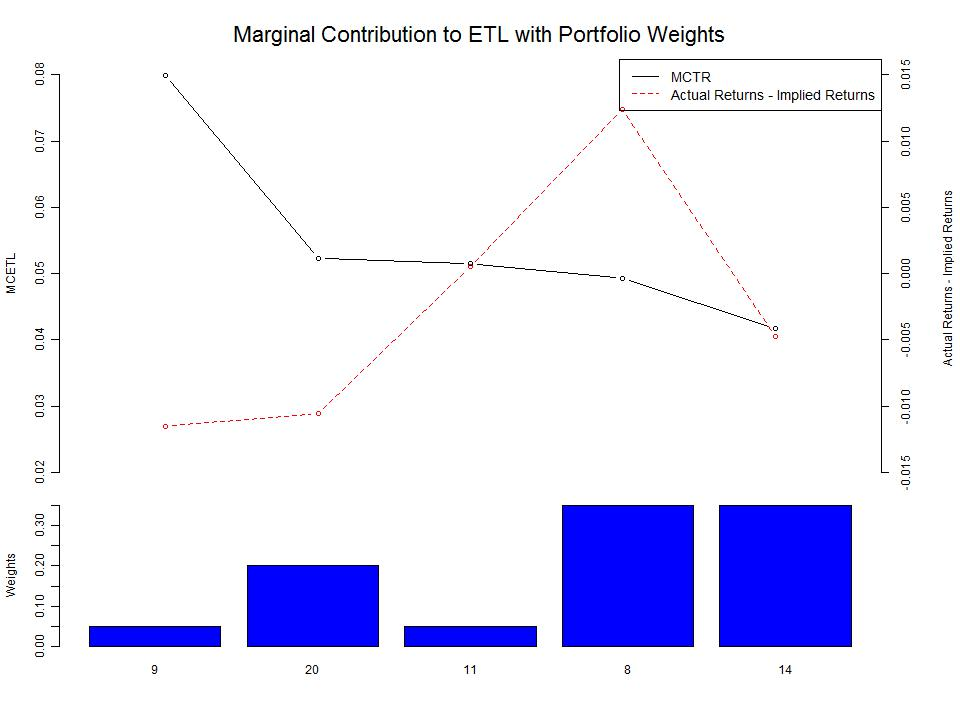 Marginal Contribution to ETL with Portfolio Weights
MCTR
Actual Returns - Implied Returns
MCETL
0.08
0.07
0.06
0.05
0.04
0.03
0.02
0.015
0.010
0.005
0.000
-0.005
-0.010
-0.015
Actual Returns - Implied Returns
Weights
0.30
0.20
0.10
0.00
9 20 11 8 14